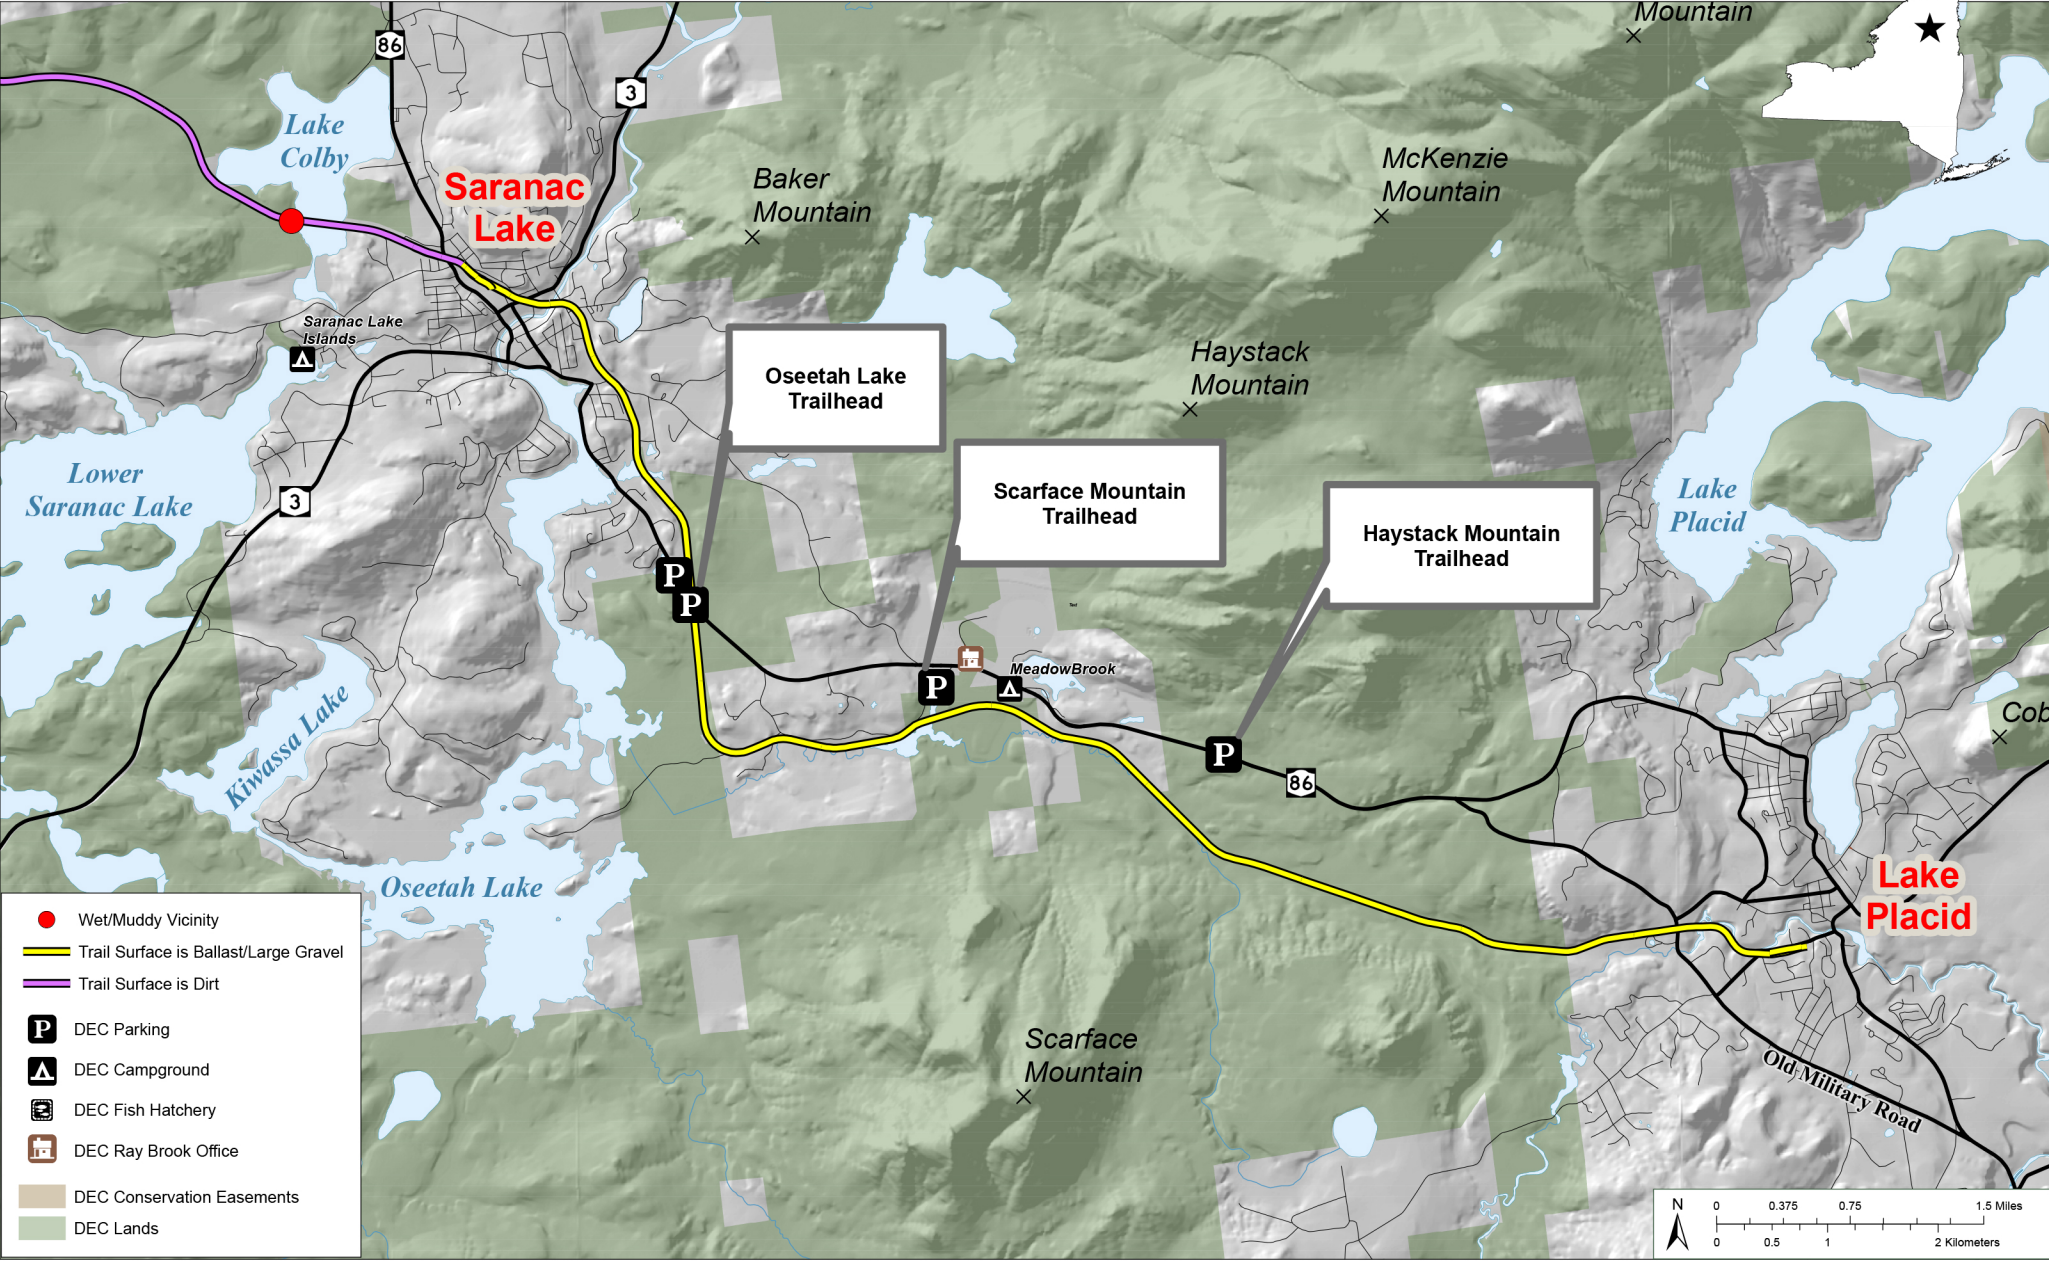 Mountain
86
3
Lake
Colby
Saranac
Lake
Baker
Mountain
McKenzie
Mountain
Saranac Lake
Islands
Oseetah Lake
Trailhead
Haystack
Mountain
Lower
Saranac Lake
3
Scarface Mountain
Trailhead
Haystack Mountain
Trailhead
Lake
Placid
P
P
MeadowBrook
P
P
86
Kiwassa Lake
Cob
Oseetah Lake
Lake
Placid
Scarface
Mountain
Old Military Road
Wet/Muddy Vicinity
Trail Surface is Ballast/Large Gravel
Trail Surface is Dirt
P DEC Parking
DEC Campground
DEC Fish Hatchery
DEC Ray Brook Office
DEC Conservation Easements
DEC Lands
N
0 0.375 0.75 1.5 Miles
0 0.5 1 2 Kilometers